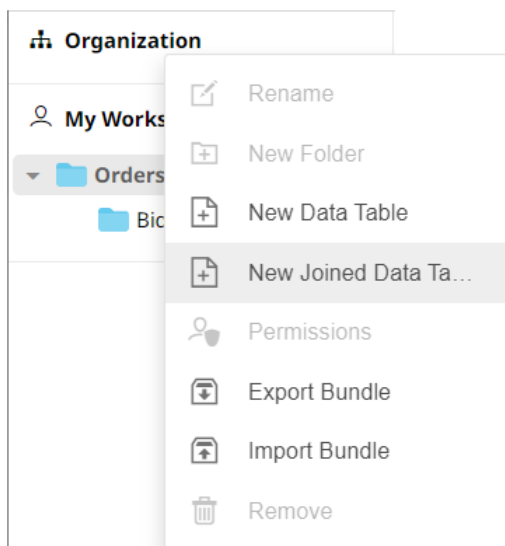 Organization
Rename
My Works
New Folder
Orders
New Data Table
Bic
New Joined Data Ta...
Permissions
Export Bundle
Import Bundle
Remove